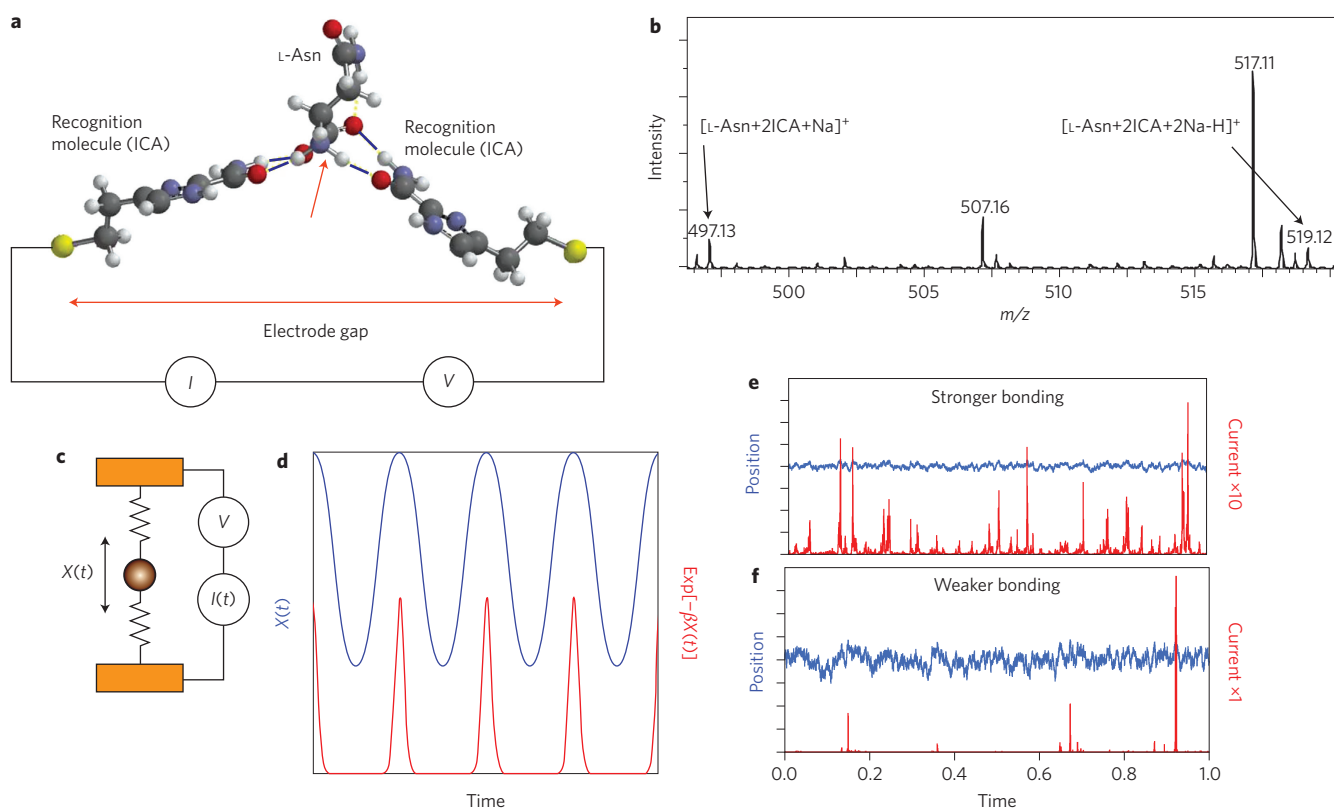 a
L-Asn
Recognition
molecule (ICA)
Recognition
molecule (ICA)
Electrode gap
I
V
b
Intensity
[L-Asn+2ICA+Na]+
[L-Asn+2ICA+2Na-H]+
497.13
507.16
517.11
519.12
500
505
510
515
m/z
c
X(t)
V
I(t)
d
X(t)
Exp[−βX(t)]
Time
e
Stronger bonding
Position
Current ×10
f
Weaker bonding
Position
Current ×1
0.0
0.2
0.4
0.6
0.8
1.0
Time